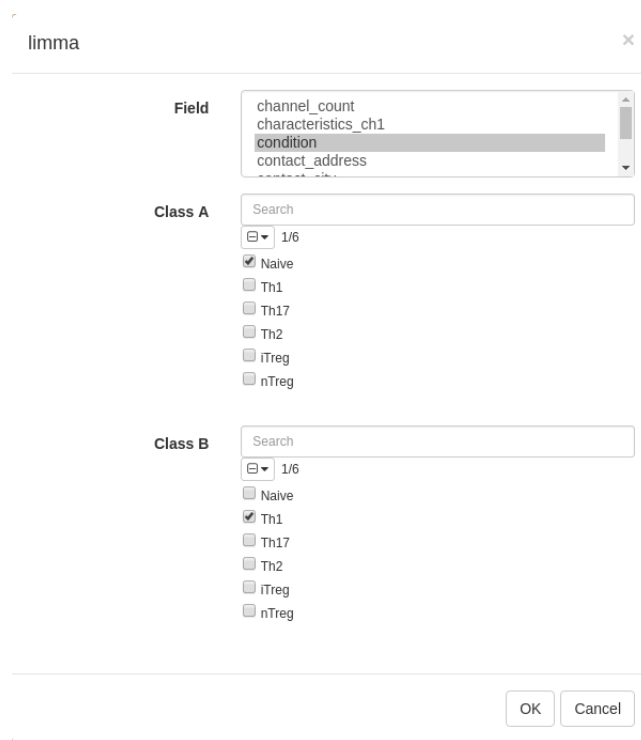 limma
×
Field
channel_count
characteristics_ch1
condition
contact_address
contact_city
Class A
Search
1/6
Naive
Th1
Th17
Th2
iTreg
nTreg
Class B
Search
1/6
Naive
Th1
Th17
Th2
iTreg
nTreg
OK Cancel